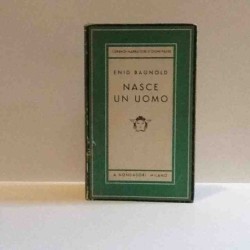 ENID BAGNOLD
NASCE
UN UOMO
A. MONDADORI · MILANO